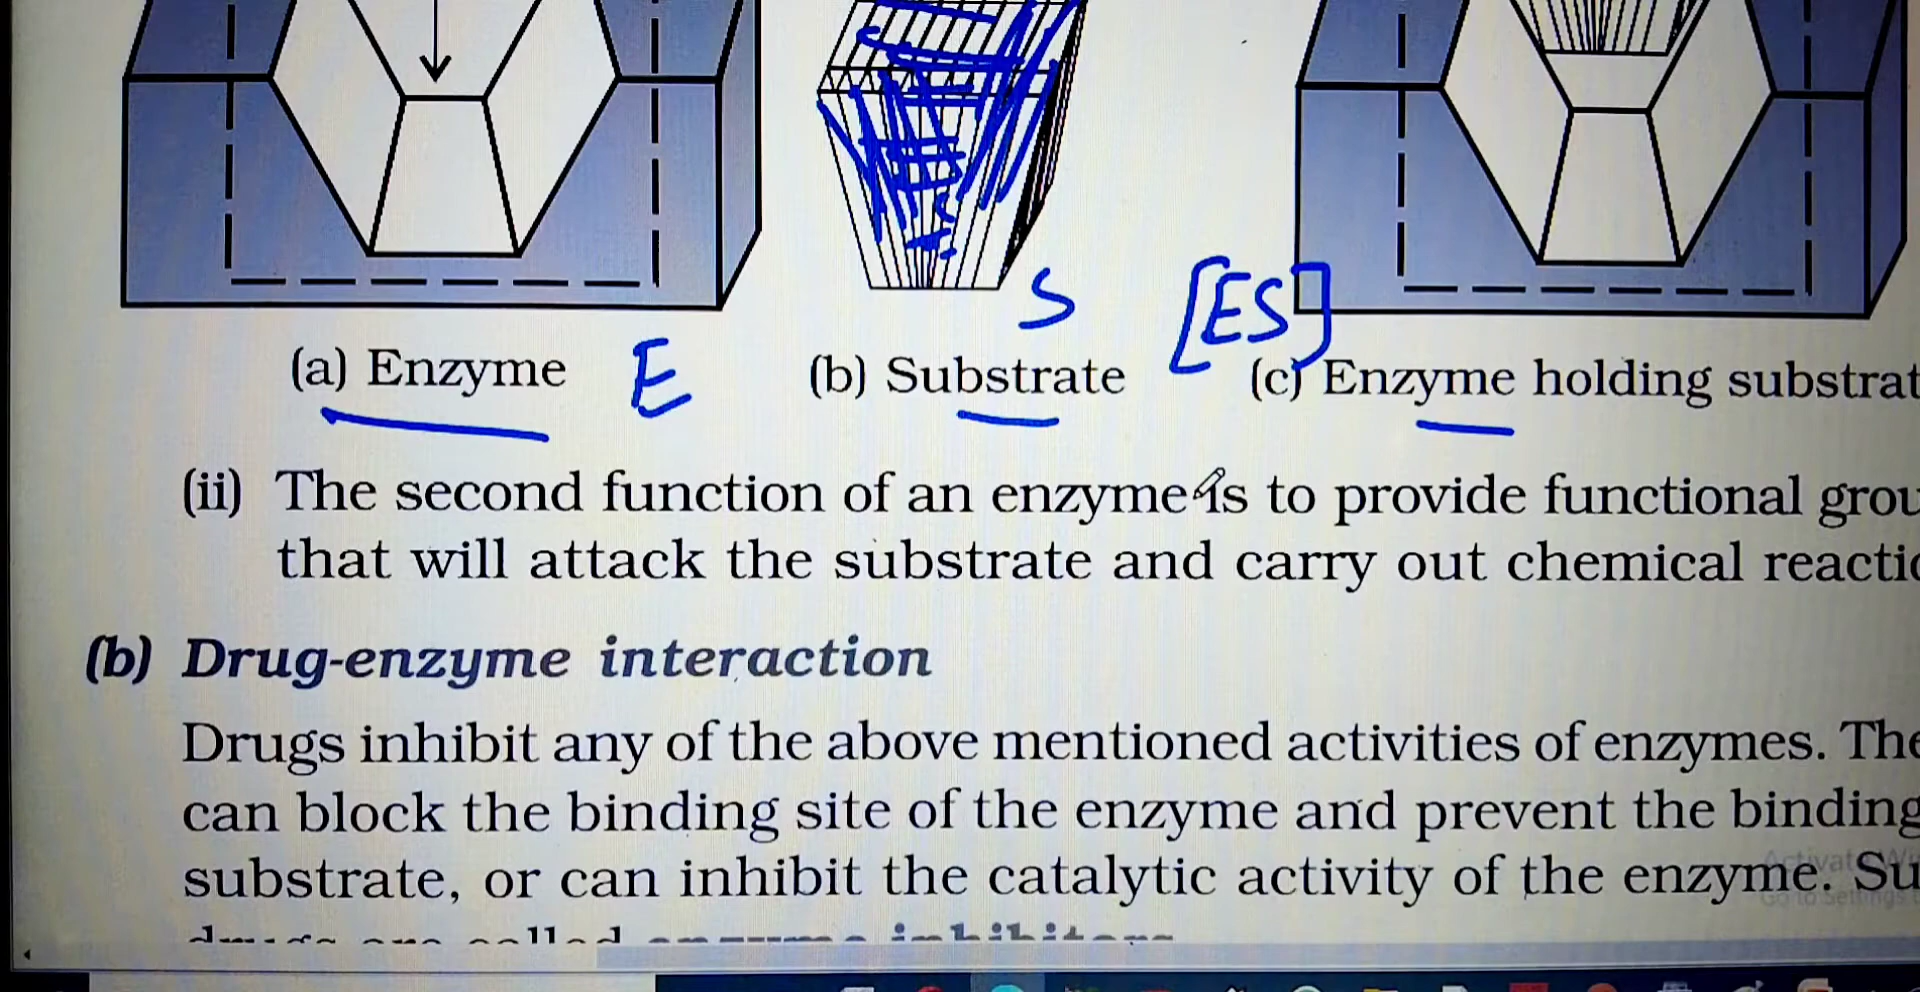 S
[ES]
E
(a) Enzyme
(b) Substrate
(c) Enzyme holding substrat
(ii) The second function of an enzyme is to provide functional grou
that will attack the substrate and carry out chemical reactio
(b) Drug-enzyme interaction
Drugs inhibit any of the above mentioned activities of enzymes. The
can block the binding site of the enzyme and prevent the binding
substrate, or can inhibit the catalytic activity of the enzyme. Su